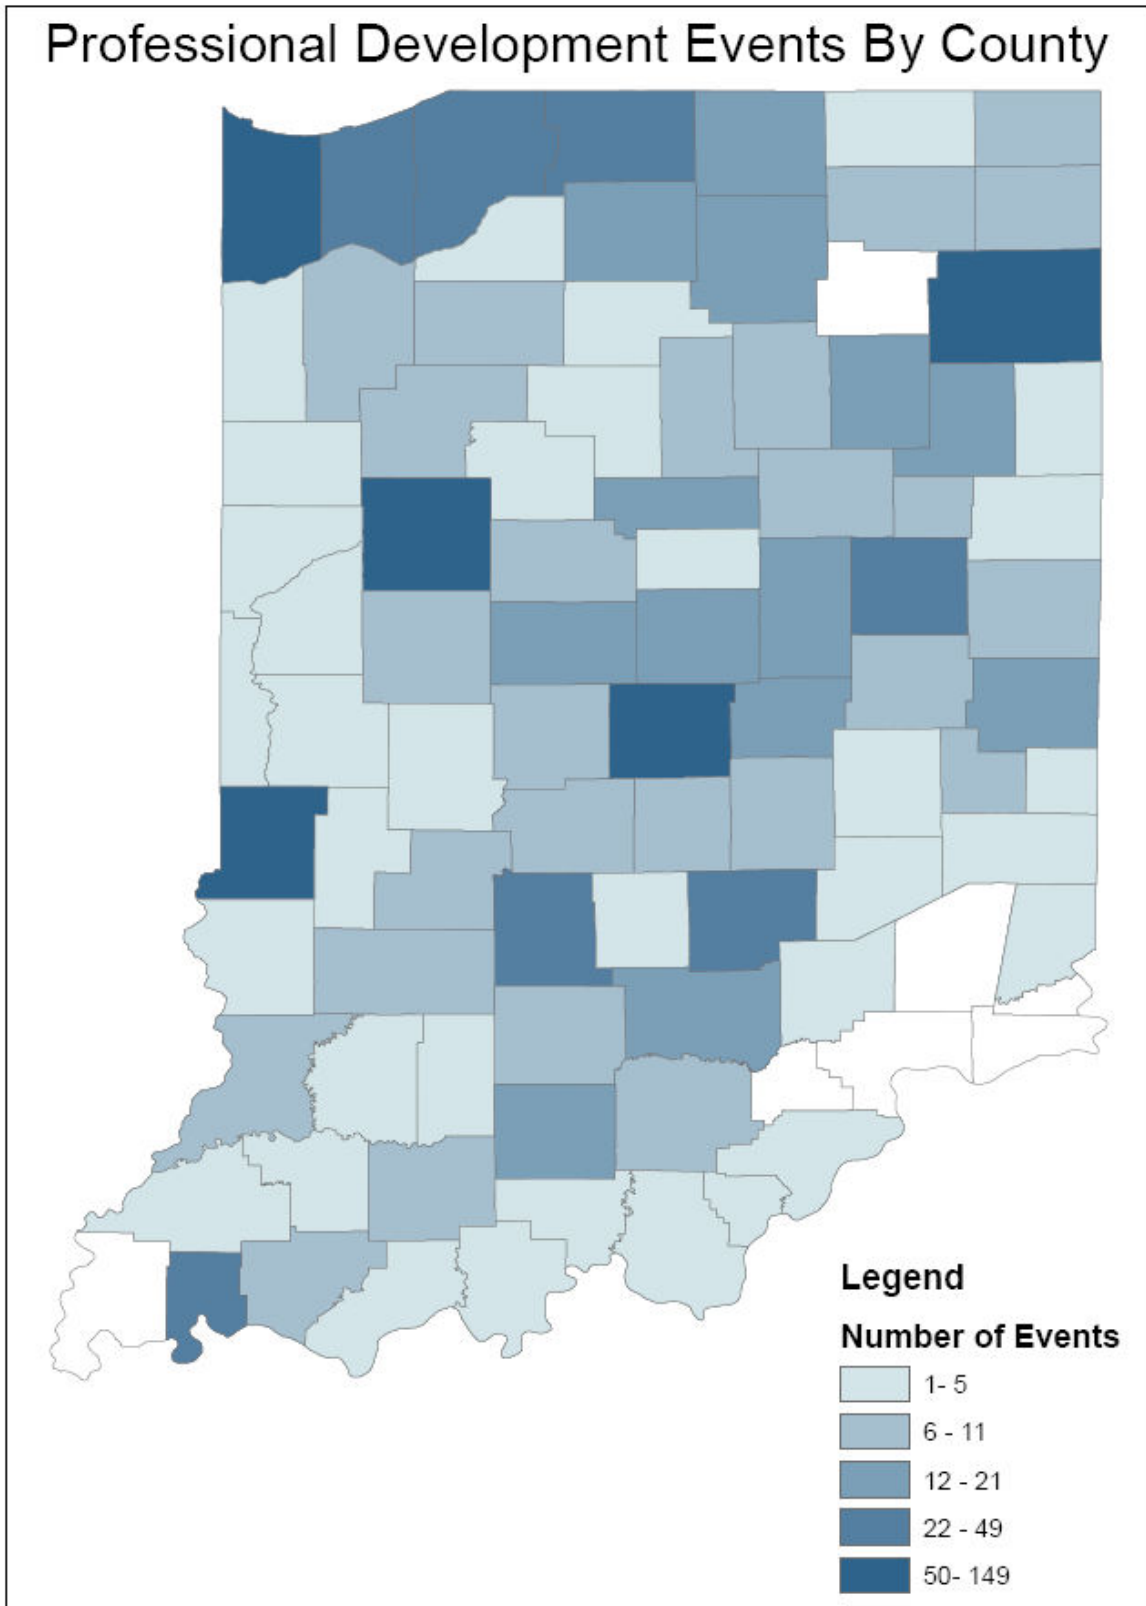 Professional Development Events By County
Legend
Number of Events
1- 5
6 - 11
12 - 21
22 - 49
50- 149